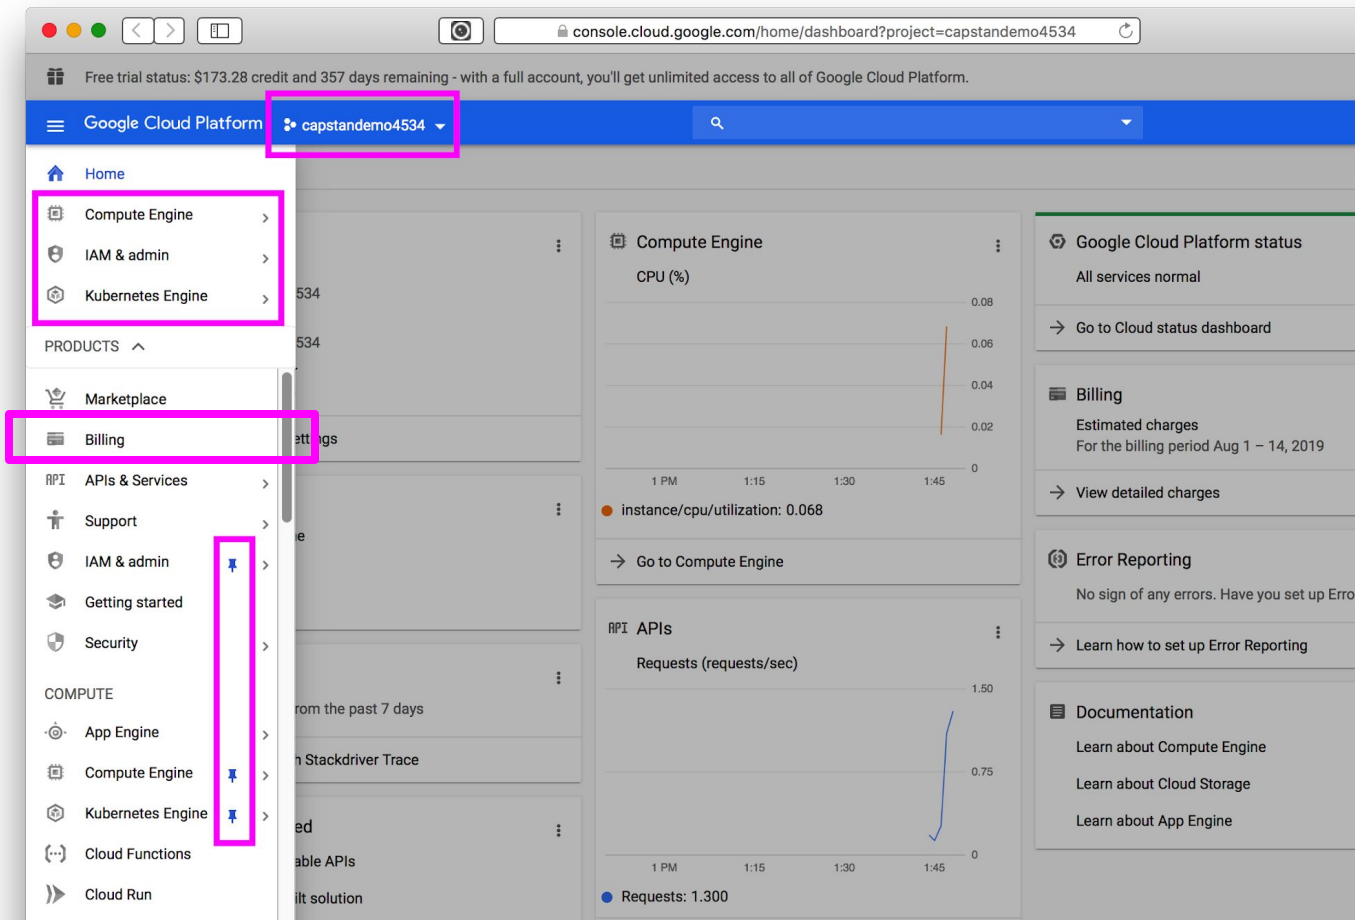 console.cloud.google.com/home/dashboard?project=capstandemo4534
Free trial status: $173.28 credit and 357 days remaining - with a full account, you'll get unlimited access to all of Google Cloud Platform.
Google Cloud Platform
capstandemo4534
Home
Compute Engine
IAM & admin
Kubernetes Engine
PRODUCTS
Marketplace
Billing
API APIs & Services
Support
IAM & admin
Getting started
Security
COMPUTE
App Engine
Compute Engine
Kubernetes Engine
Cloud Functions
Cloud Run
534
534
ettings
rom the past 7 days
h Stackdriver Trace
ed
able APIs
ilt solution
Compute Engine
CPU (%)
0.08
0.06
0.04
0.02
0
1 PM 1:15 1:30 1:45
instance/cpu/utilization: 0.068
Go to Compute Engine
API APIs
Requests (requests/sec)
1.50
0.75
0
1 PM 1:15 1:30 1:45
Requests: 1.300
Google Cloud Platform status
All services normal
Go to Cloud status dashboard
Billing
Estimated charges
For the billing period Aug 1 – 14, 2019
View detailed charges
Error Reporting
No sign of any errors. Have you set up Erro
Learn how to set up Error Reporting
Documentation
Learn about Compute Engine
Learn about Cloud Storage
Learn about App Engine